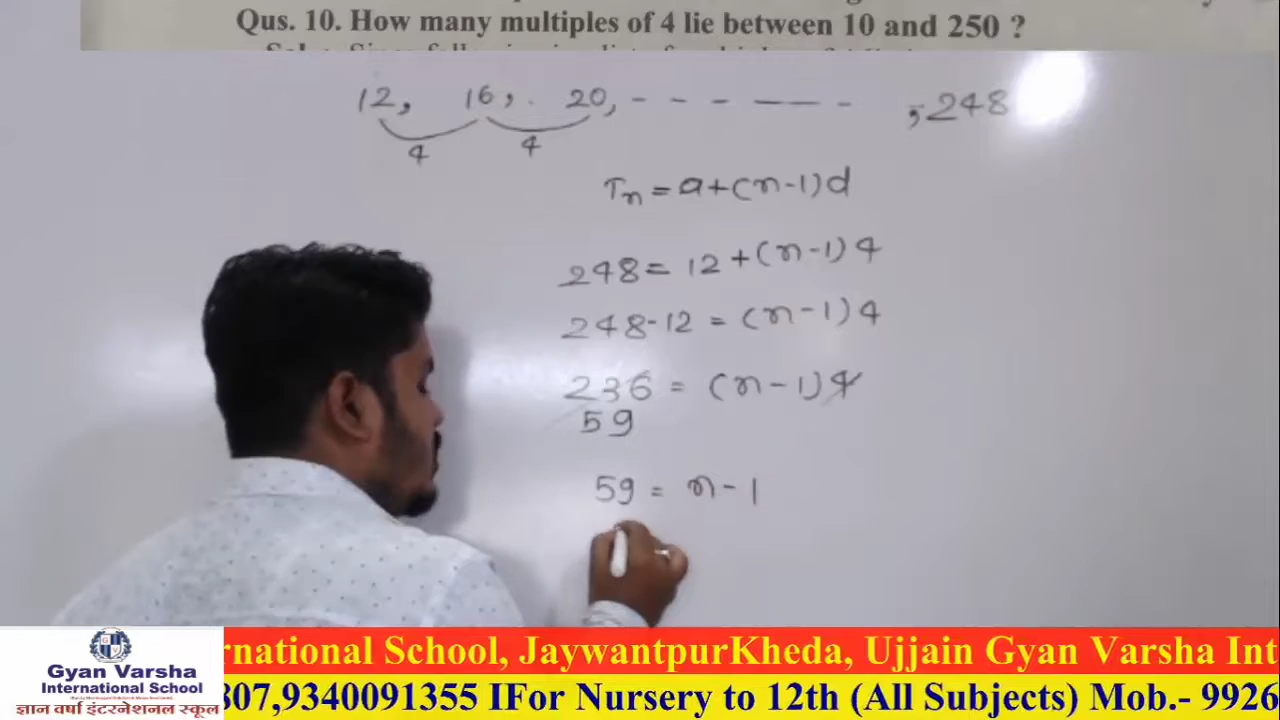 Qus. 10. How many multiples of 4 lie between 10 and 250 ?
12, 16, 20, - - - - - - , 248
4 4
Tn = a+(n-1)d
248 = 12 +(n-1) 4
248-12 = (n-1) 4
236 = (n-1) 4
59
59 = n-1
Gyan Varsha
International School
ज्ञान वर्षा इंटरनेशनल स्कूल
rnational School, JaywantpurKheda, Ujjain Gyan Varsha Int
807,9340091355 IFor Nursery to 12th (All Subjects) Mob.- 9926